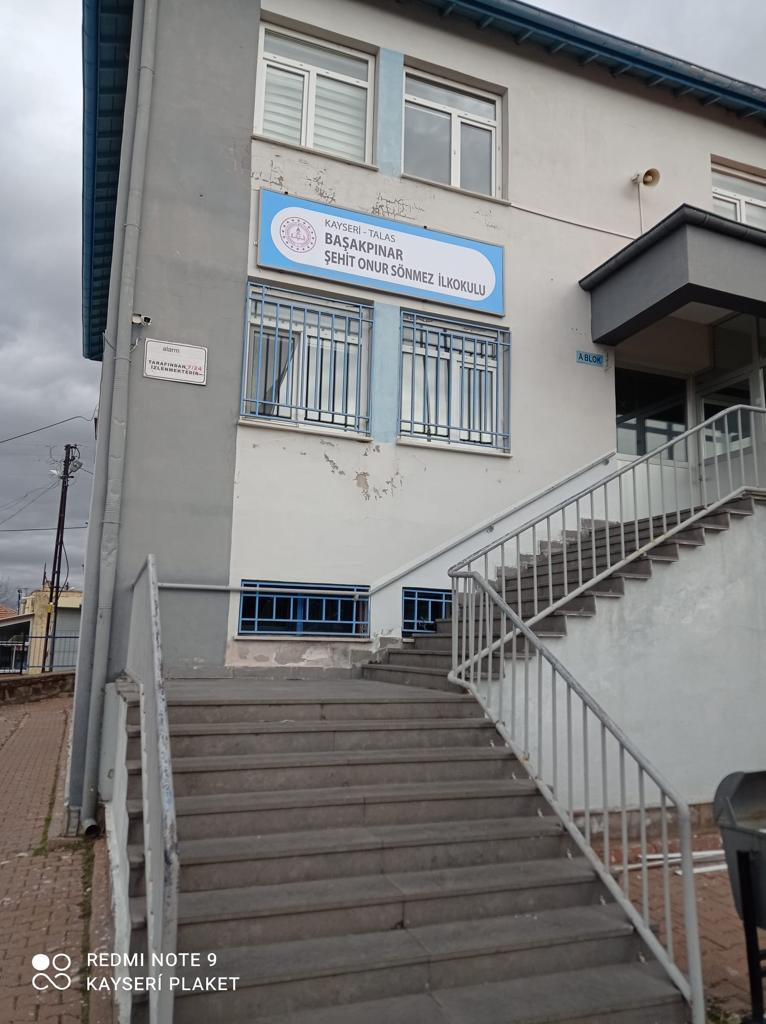 KAYSERİ - TALAS
BAŞAKPINAR
ŞEHİT ONUR SÖNMEZ İLKOKULU
A BLOK
alarm
TARAFINDAN 7/24
İZLENMEKTEDİR
REDMI NOTE 9
KAYSERİ PLAKET